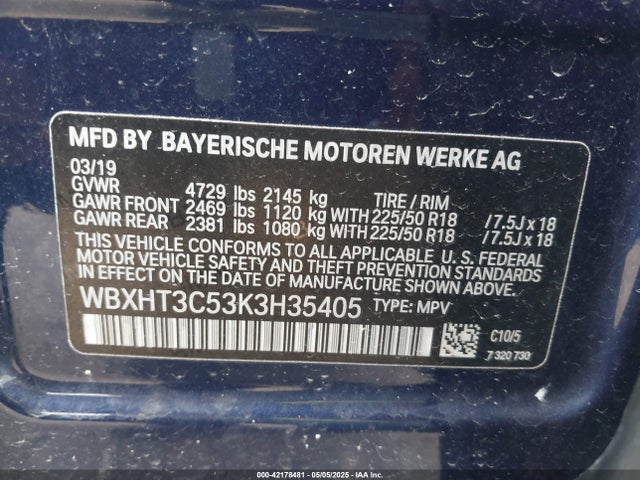 MFD BY BAYERISCHE MOTOREN WERKE AG
03/19
GVWR 4729 lbs 2145 kg TIRE / RIM
GAWR FRONT 2469 lbs 1120 kg WITH 225/50 R18 /7.5J x 18
GAWR REAR 2381 lbs 1080 kg WITH 225/50 R18 /7.5J x 18
THIS VEHICLE CONFORMS TO ALL APPLICABLE U. S. FEDERAL
MOTOR VEHICLE SAFETY AND THEFT PREVENTION STANDARDS IN
EFFECT ON THE DATE OF MANUFACTURE SHOWN ABOVE.
WBXHT3C53K3H35405 TYPE: MPV
C10/5
7 320 730
000-42178481 - 05/05/2025 - IAA, Inc.